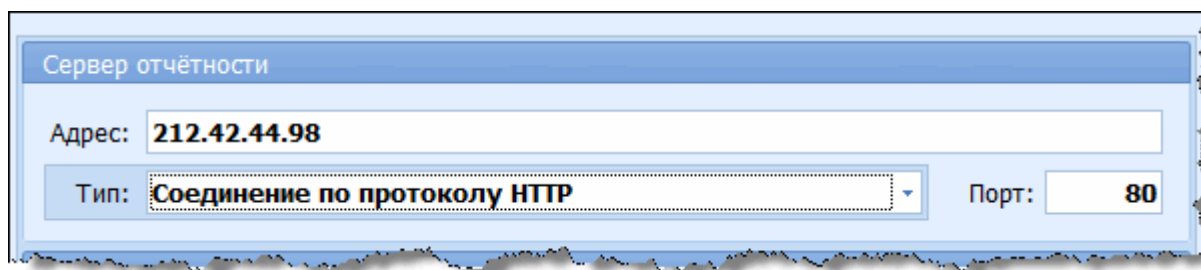 Сервер отчётности
Адрес: 212.42.44.98
Тип: Соединение по протоколу HTTP Порт: 80